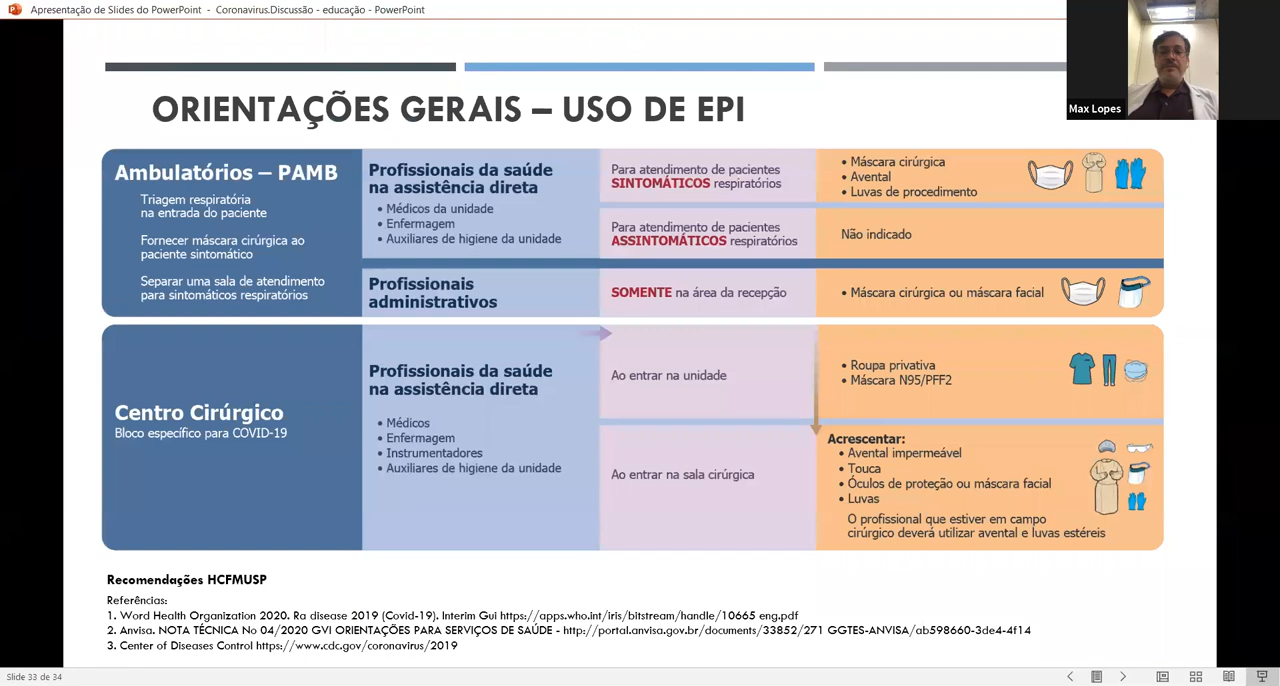 Apresentação de Slides do PowerPoint - Coronavirus.Discussão - educação - PowerPoint
Max Lopes
ORIENTAÇÕES GERAIS – USO DE EPI
Ambulatórios – PAMB
Triagem respiratória
na entrada do paciente
Fornecer máscara cirúrgica ao
paciente sintomático
Separar uma sala de atendimento
para sintomáticos respiratórios
Profissionais da saúde
na assistência direta
• Médicos da unidade
• Enfermagem
• Auxiliares de higiene da unidade
Para atendimento de pacientes
SINTOMÁTICOS respiratórios
• Máscara cirúrgica
• Avental
• Luvas de procedimento
Para atendimento de pacientes
ASSINTOMÁTICOS respiratórios
Não indicado
Profissionais
administrativos
SOMENTE na área da recepção
• Máscara cirúrgica ou máscara facial
Centro Cirúrgico
Bloco específico para COVID-19
Profissionais da saúde
na assistência direta
• Médicos
• Enfermagem
• Instrumentadores
• Auxiliares de higiene da unidade
Ao entrar na unidade
• Roupa privativa
• Máscara N95/PFF2
Ao entrar na sala cirúrgica
Acrescentar:
• Avental impermeável
• Touca
• Óculos de proteção ou máscara facial
• Luvas
O profissional que estiver em campo
cirúrgico deverá utilizar avental e luvas estéreis
Recomendações HCFMUSP
Referências:
1. Word Health Organization 2020. Ra disease 2019 (Covid-19). Interim Gui https://apps.who.int/iris/bitstream/handle/10665 eng.pdf
2. Anvisa. NOTA TÉCNICA No 04/2020 GVI ORIENTAÇÕES PARA SERVIÇOS DE SAÚDE - http://portal.anvisa.gov.br/documents/33852/271 GGTES-ANVISA/ab598660-3de4-4f14
3. Center of Diseases Control https://www.cdc.gov/coronavirus/2019
Slide 33 de 34